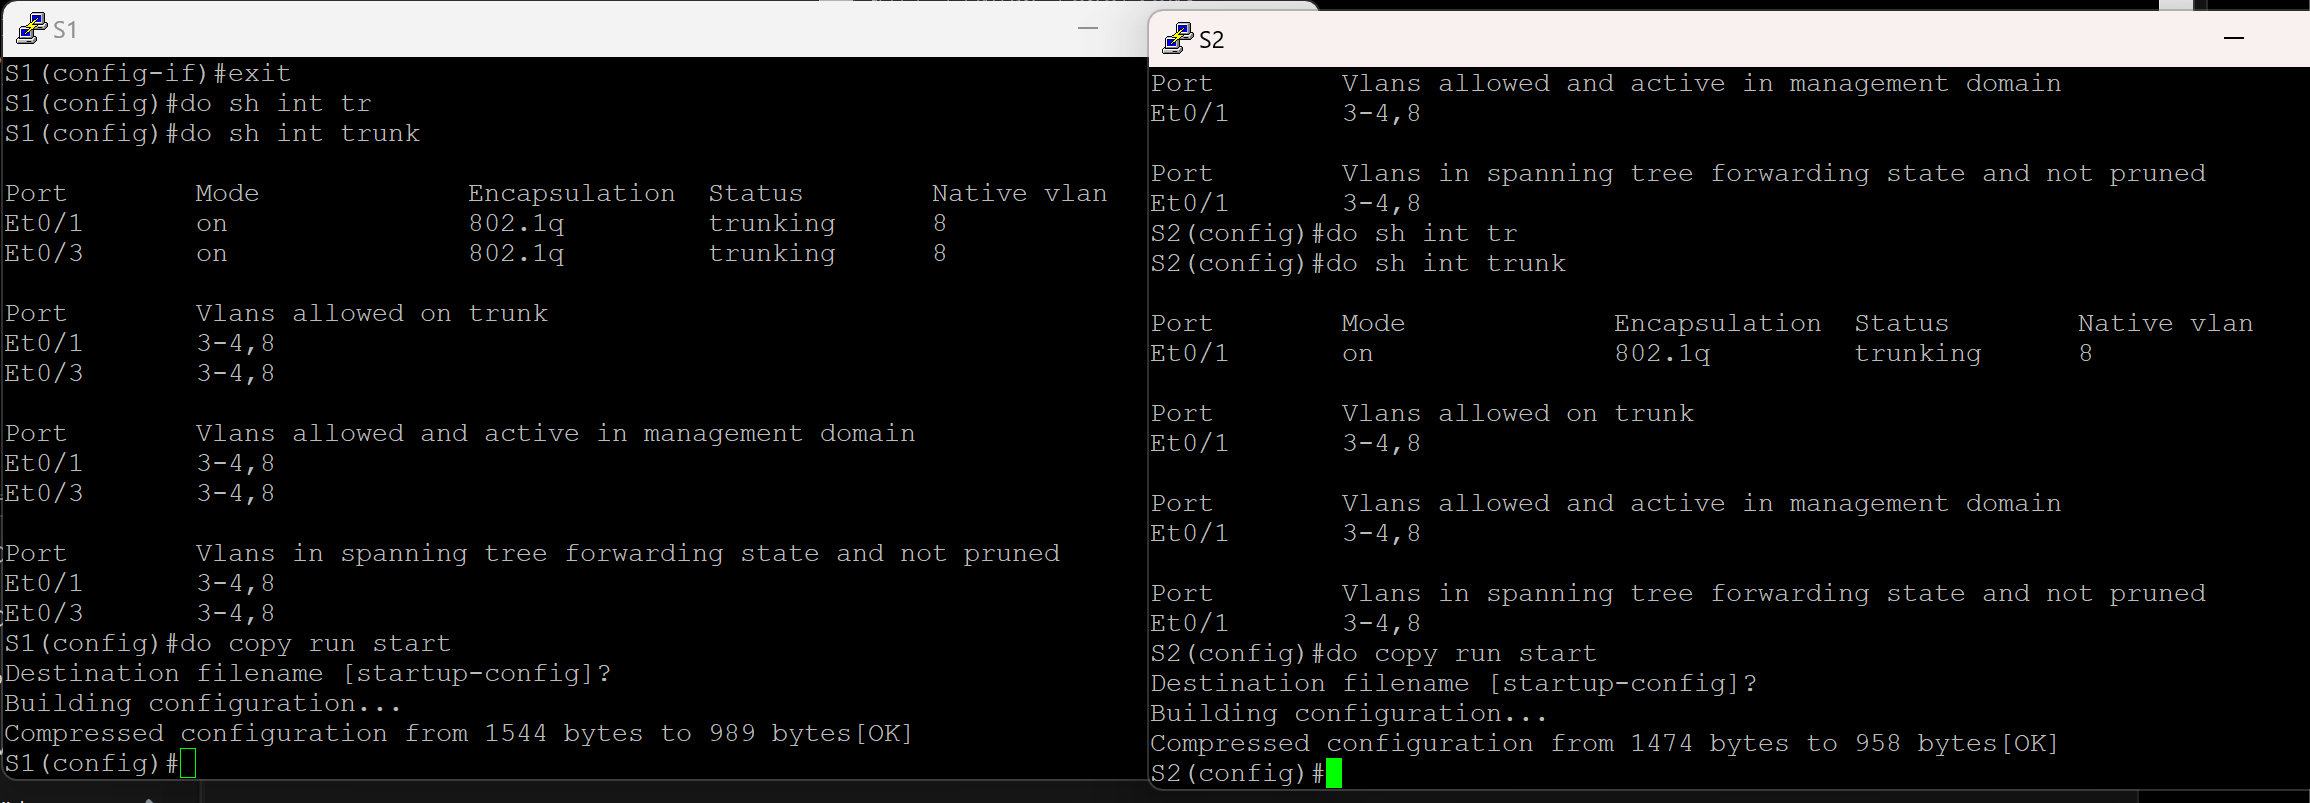 S1
S1(config-if)#exit
S1(config)#do sh int tr
S1(config)#do sh int trunk
Port Mode Encapsulation Status Native vlan
Et0/1 on 802.1q trunking 8
Et0/3 on 802.1q trunking 8
Port Vlans allowed on trunk
Et0/1 3-4,8
Et0/3 3-4,8
Port Vlans allowed and active in management domain
Et0/1 3-4,8
Et0/3 3-4,8
Port Vlans in spanning tree forwarding state and not pruned
Et0/1 3-4,8
Et0/3 3-4,8
S1(config)#do copy run start
Destination filename [startup-config]?
Building configuration...
Compressed configuration from 1544 bytes to 989 bytes[OK]
S1(config)#
S2
Port Vlans allowed and active in management domain
Et0/1 3-4,8
Port Vlans in spanning tree forwarding state and not pruned
Et0/1 3-4,8
S2(config)#do sh int tr
S2(config)#do sh int trunk
Port Mode Encapsulation Status Native vlan
Et0/1 on 802.1q trunking 8
Port Vlans allowed on trunk
Et0/1 3-4,8
Port Vlans allowed and active in management domain
Et0/1 3-4,8
Port Vlans in spanning tree forwarding state and not pruned
Et0/1 3-4,8
S2(config)#do copy run start
Destination filename [startup-config]?
Building configuration...
Compressed configuration from 1474 bytes to 958 bytes[OK]
S2(config)#